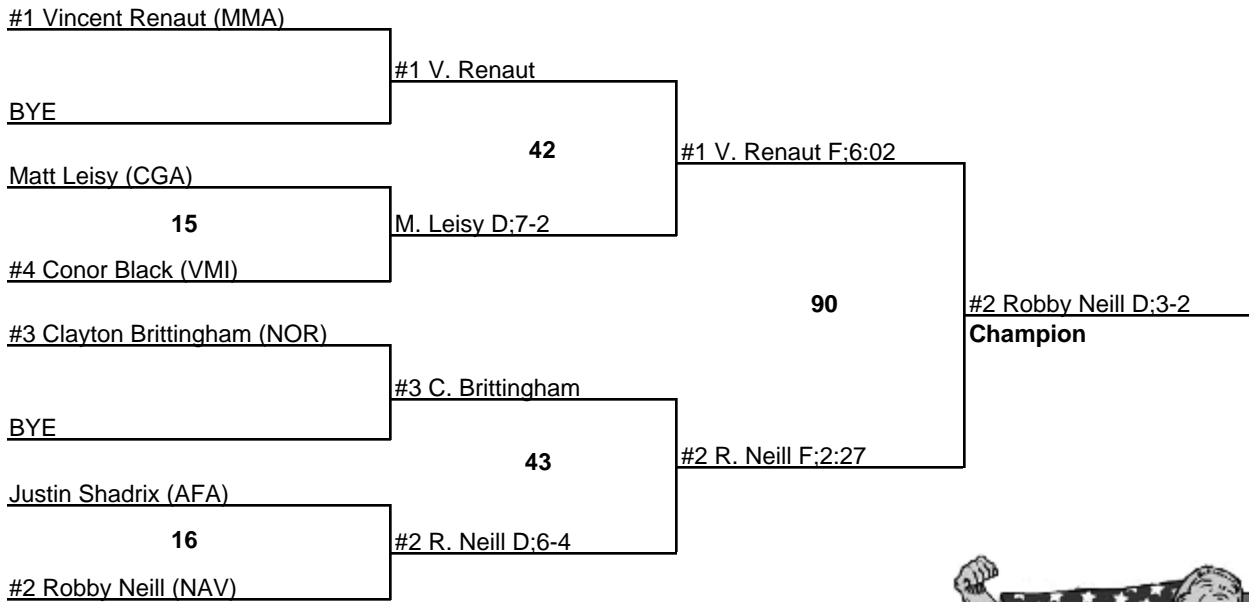 #1 Vincent Renaut (MMA)
#1 V. Renaut
BYE
42
#1 V. Renaut F;6:02
Matt Leisy (CGA)
15
M. Leisy D;7-2
#4 Conor Black (VMI)
90
#2 Robby Neill D;3-2
Champion
#3 Clayton Brittingham (NOR)
#3 C. Brittingham
BYE
43
#2 R. Neill F;2:27
Justin Shadrix (AFA)
16
#2 R. Neill D;6-4
#2 Robby Neill (NAV)